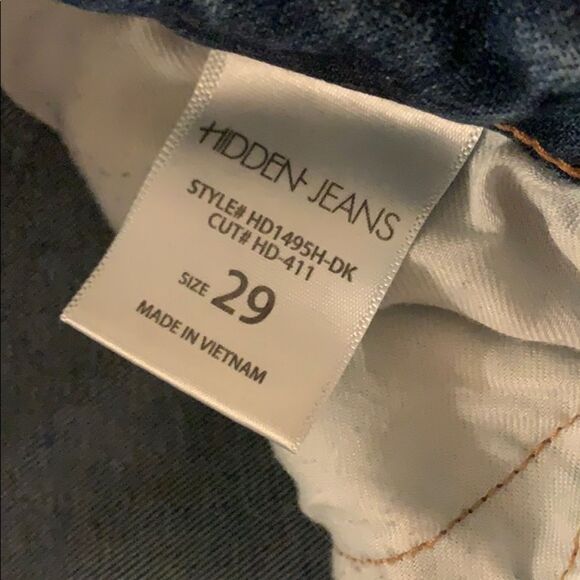 HIDDEN JEANS
STYLE# HD1495H-DK
CUT# HD-411
SIZE 29
MADE IN VIETNAM